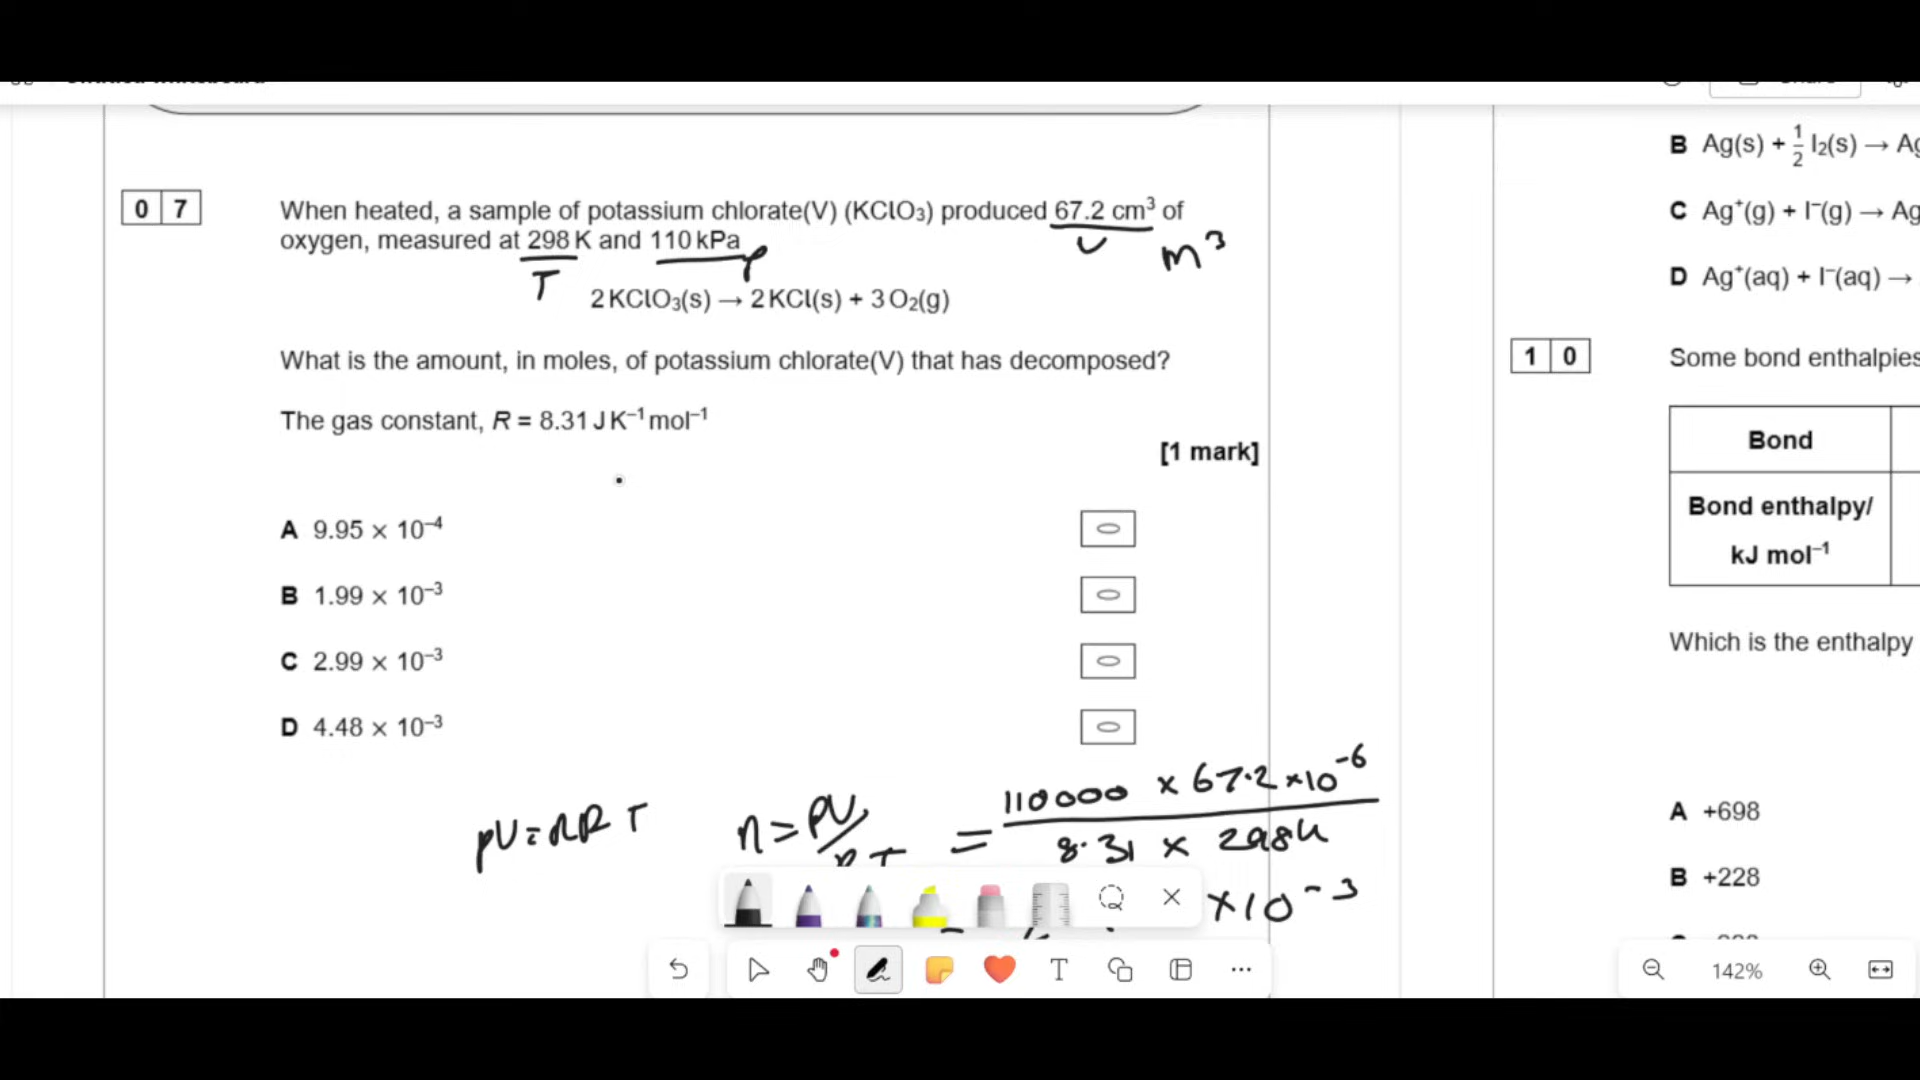 0 7
When heated, a sample of potassium chlorate(V) (KClO₃) produced 67.2 cm³ of
oxygen, measured at 298 K and 110 kPa
V m³
T p
2 KClO₃(s) → 2 KCl(s) + 3 O₂(g)
What is the amount, in moles, of potassium chlorate(V) that has decomposed?
The gas constant, R = 8.31 J K⁻¹ mol⁻¹
[1 mark]
A 9.95 × 10⁻⁴
B 1.99 × 10⁻³
C 2.99 × 10⁻³
D 4.48 × 10⁻³
pV = nRT
n = PV/RT = 110000 × 67.2 × 10⁻⁶
8.31 × 298K
× 10⁻³
B Ag(s) + 1/2 I₂(s) →
C Ag⁺(g) + I⁻(g) →
D Ag⁺(aq) + I⁻(aq) →
1 0
Some bond enthalpies
Bond
Bond enthalpy/
kJ mol⁻¹
Which is the enthalpy
A +698
B +228
T
142%